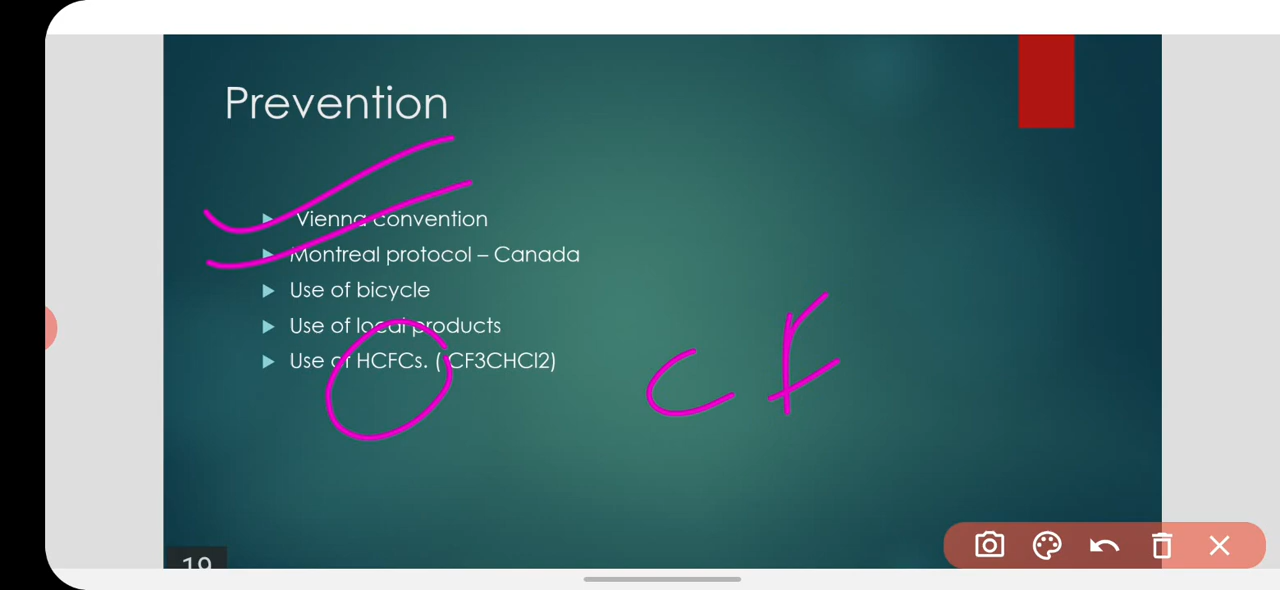 Prevention
Vienna convention
Montreal protocol – Canada
Use of bicycle
Use of local products
Use of HCFCs. ( CF3CHCl2)
CF
19